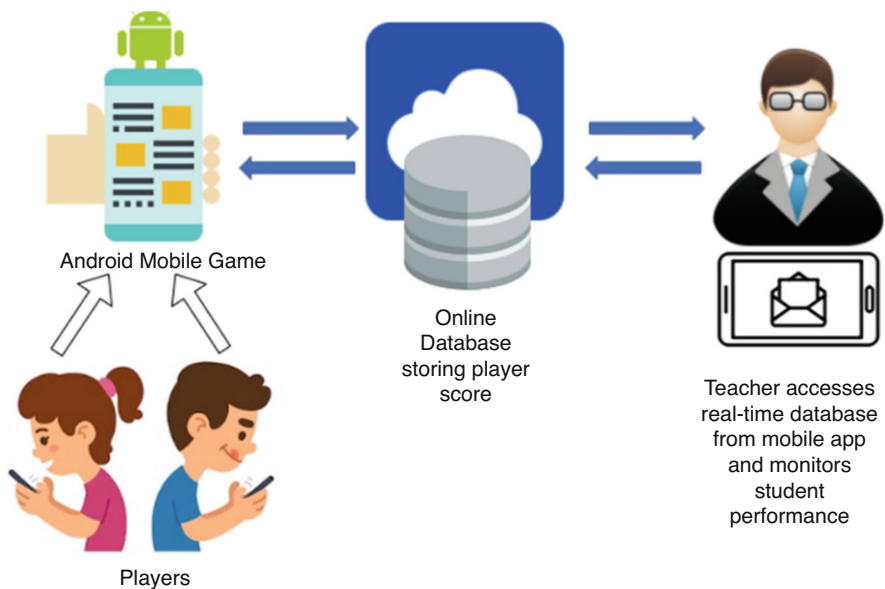 Android Mobile Game
Players
Online
Database
storing player
score
Teacher accesses
real-time database
from mobile app
and monitors
student
performance